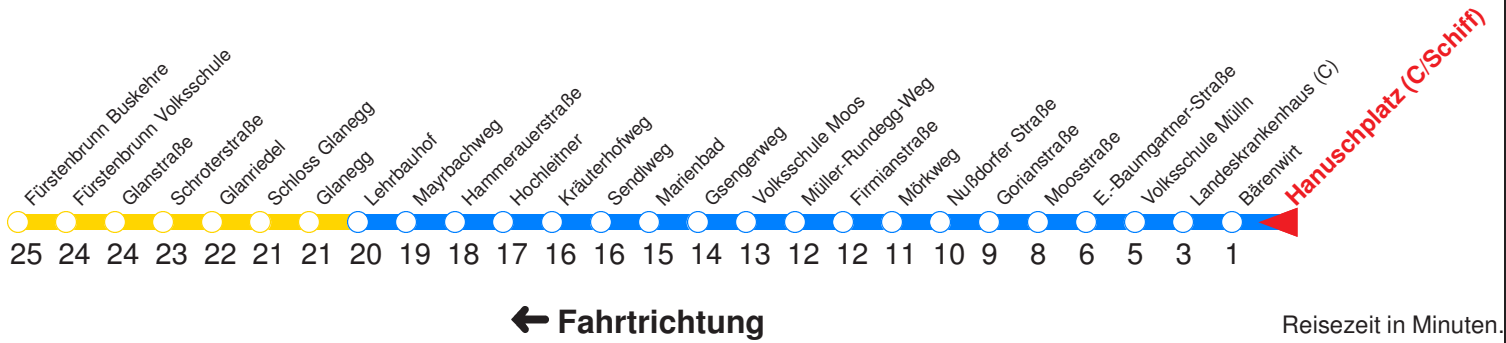 Fürstenbrunn Buskehre
Fürstenbrunn Volksschule
Glanstraße
Schroterstraße
Glanriedel
Schloss Glanegg
Glanegg
Lehrbauhof
Mayrbachweg
Hammerauerstraße
Hochleitner
Kräuterhofweg
Sendlweg
Marienbad
Gsengerweg
Volksschule Moos
Müller-Rundegg-Weg
Firmianstraße
Mörkweg
Nußdorfer Straße
Gorianstraße
Moosstraße
E.-Baumgartner-Straße
Volksschule Mülln
Landeskrankenhaus (C)
Bärenwirt
Hanuschplatz (C/Schiff)
25 24 24 23 22 21 21 20 19 18 17 16 16 15 14 13 12 12 11 10 9 8 6 5 3 1
← Fahrtrichtung
Reisezeit in Minuten.